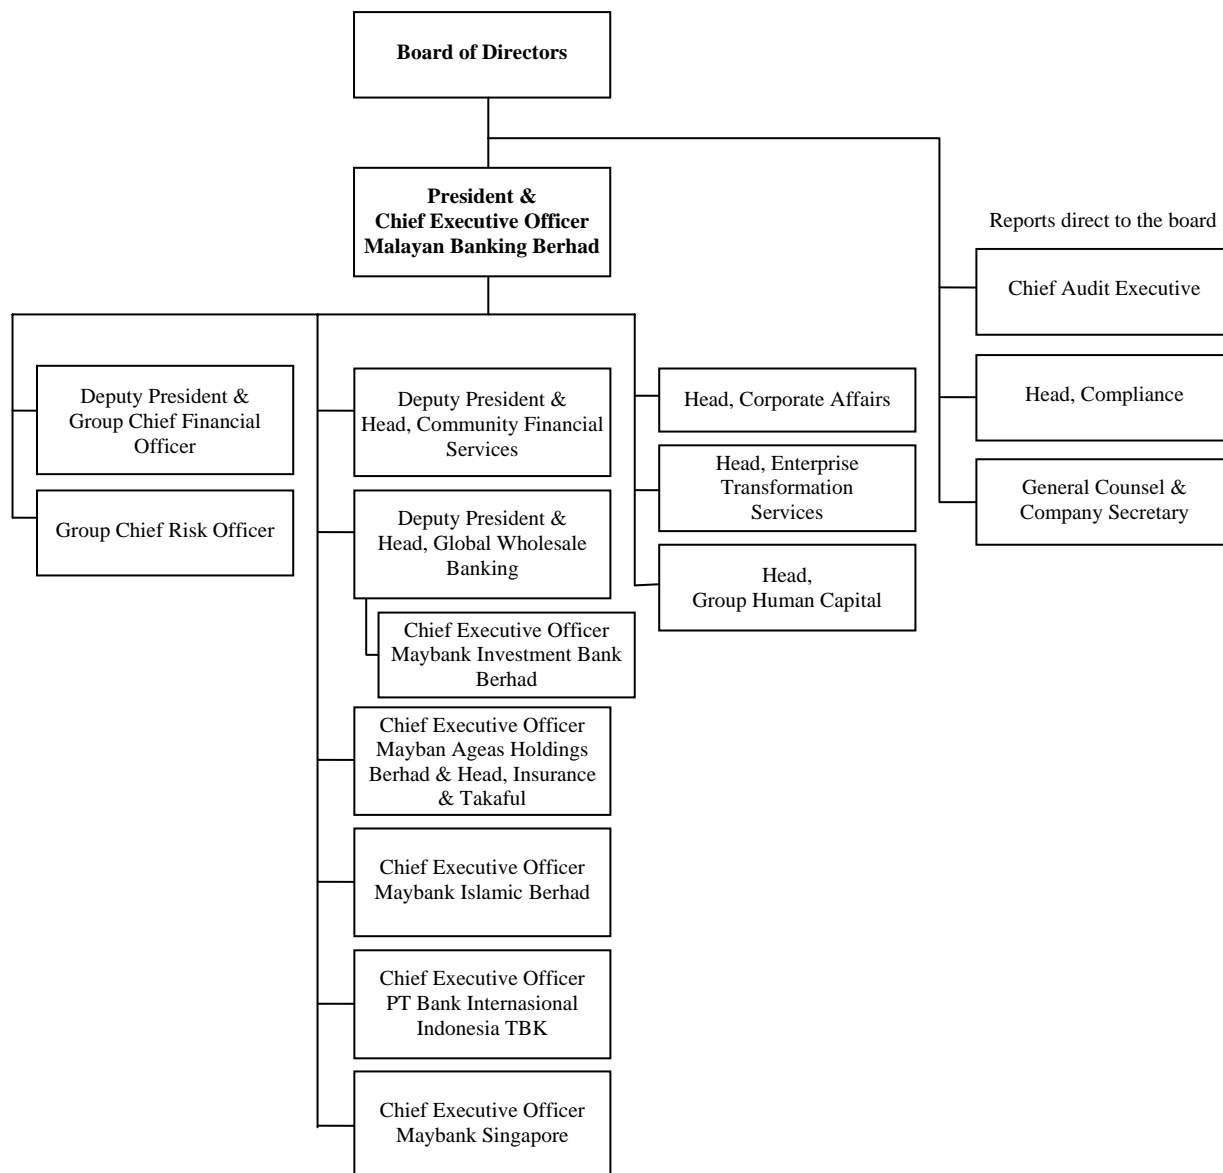 Board of Directors
President &
Chief Executive Officer
Malayan Banking Berhad
Reports direct to the board
Chief Audit Executive
Head, Compliance
General Counsel &
Company Secretary
Deputy President &
Group Chief Financial
Officer
Group Chief Risk Officer
Deputy President &
Head, Community Financial
Services
Deputy President &
Head, Global Wholesale
Banking
Chief Executive Officer
Maybank Investment Bank
Berhad
Chief Executive Officer
Mayban Ageas Holdings
Berhad & Head, Insurance
& Takaful
Chief Executive Officer
Maybank Islamic Berhad
Chief Executive Officer
PT Bank Internasional
Indonesia TBK
Chief Executive Officer
Maybank Singapore
Head, Corporate Affairs
Head, Enterprise
Transformation
Services
Head,
Group Human Capital